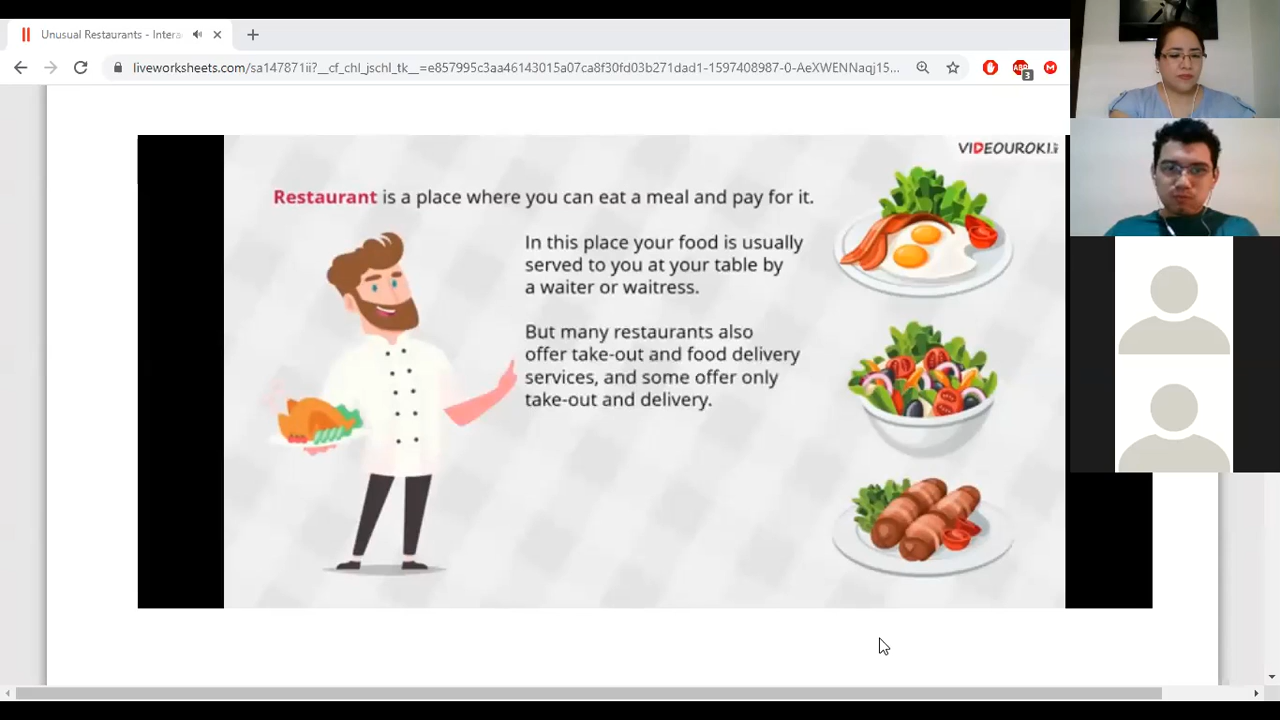 Unusual Restaurants - Intera
liveworksheets.com/sa147871ii?__cf_chl_jschl_tk__=e857995c5546143015a07ca8f30fd03b271dad1-1597408987-0-AeXWENNaqj15...
ABP
3
M
VIDEOUROKI
Restaurant is a place where you can eat a meal and pay for it.
In this place your food is usually
served to you at your table by
a waiter or waitress.
But many restaurants also
offer take-out and food delivery
services, and some offer only
take-out and delivery.